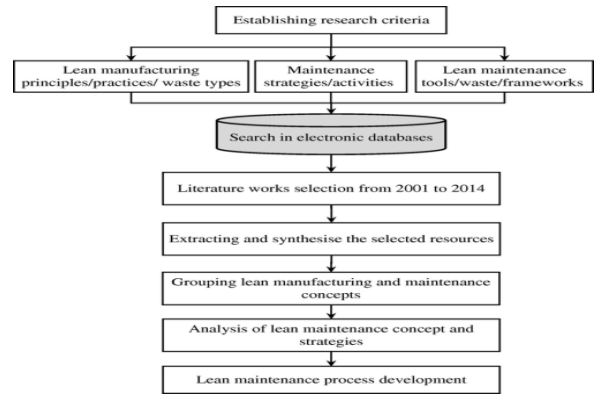 Establishing research criteria
Lean manufacturing
principles/practices/ waste types
Maintenance
strategies/activities
Lean maintenance
tools/waste/frameworks
Search in electronic databases
Literature works selection from 2001 to 2014
Extracting and synthesise the selected resources
Grouping lean manufacturing and maintenance
concepts
Analysis of lean maintenance concept and
strategies
Lean maintenance process development